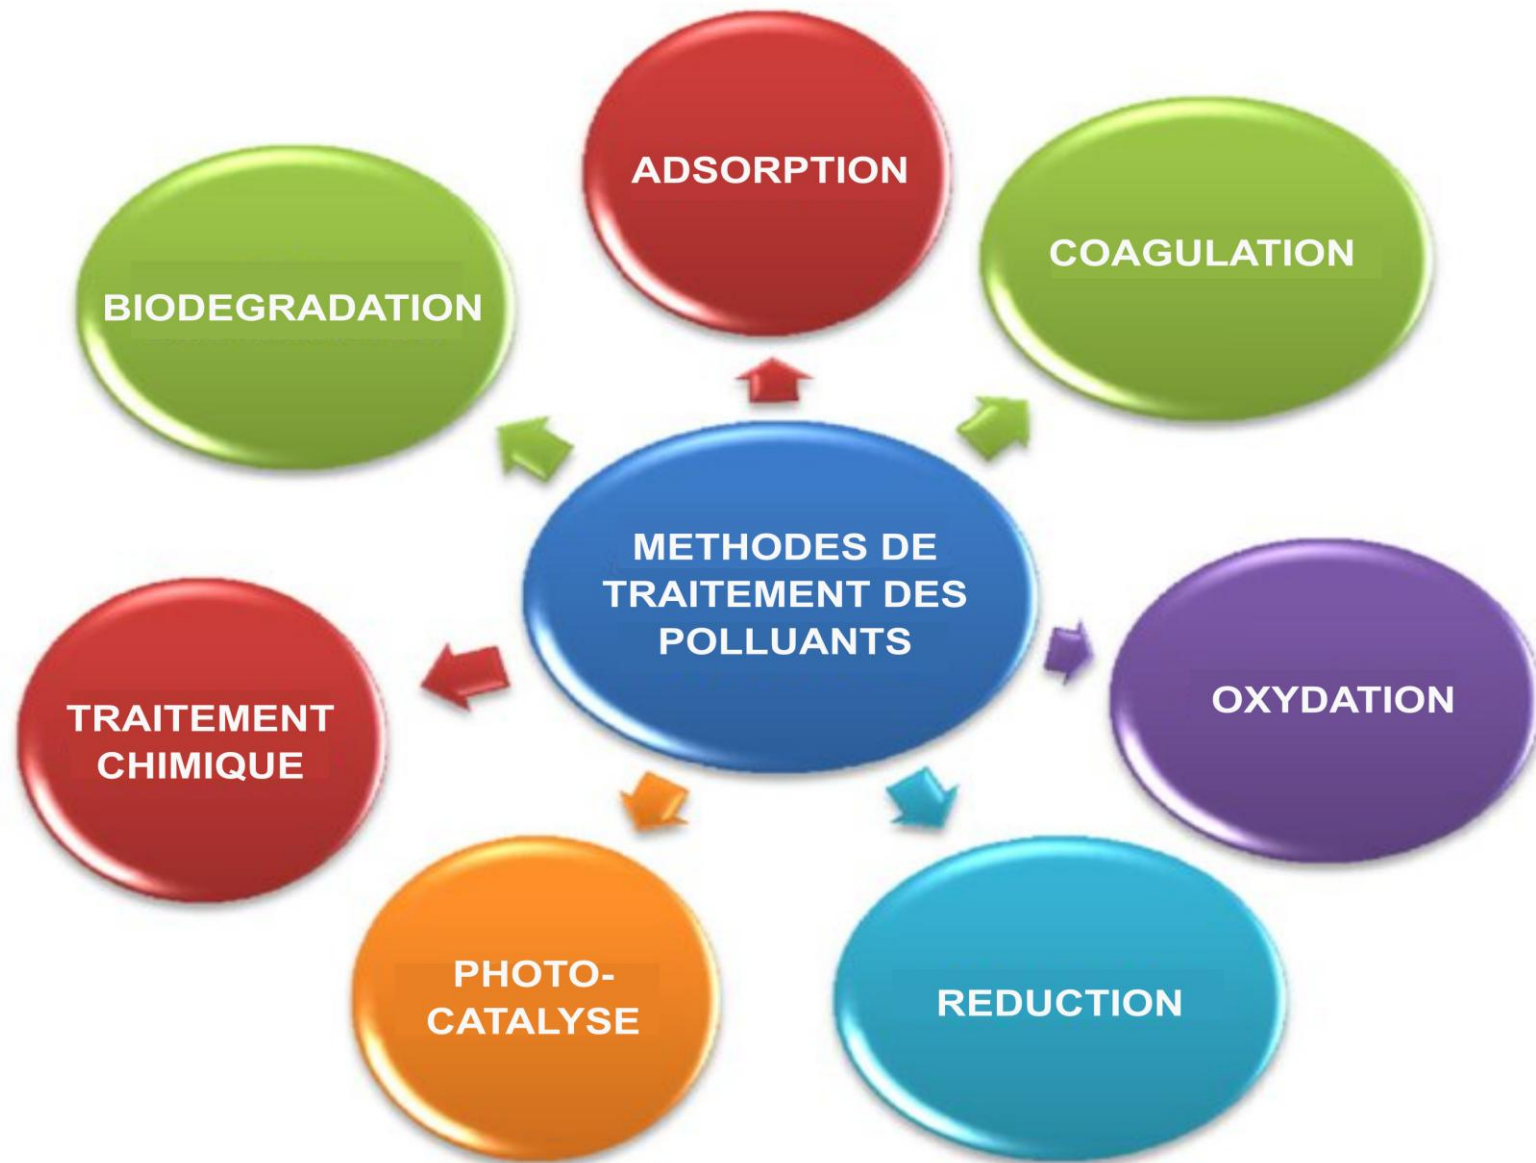 ADSORPTION
COAGULATION
BIODEGRADATION
METHODES DE
TRAITEMENT DES
POLLUANTS
OXYDATION
TRAITEMENT
CHIMIQUE
PHOTO-
CATALYSE
REDUCTION